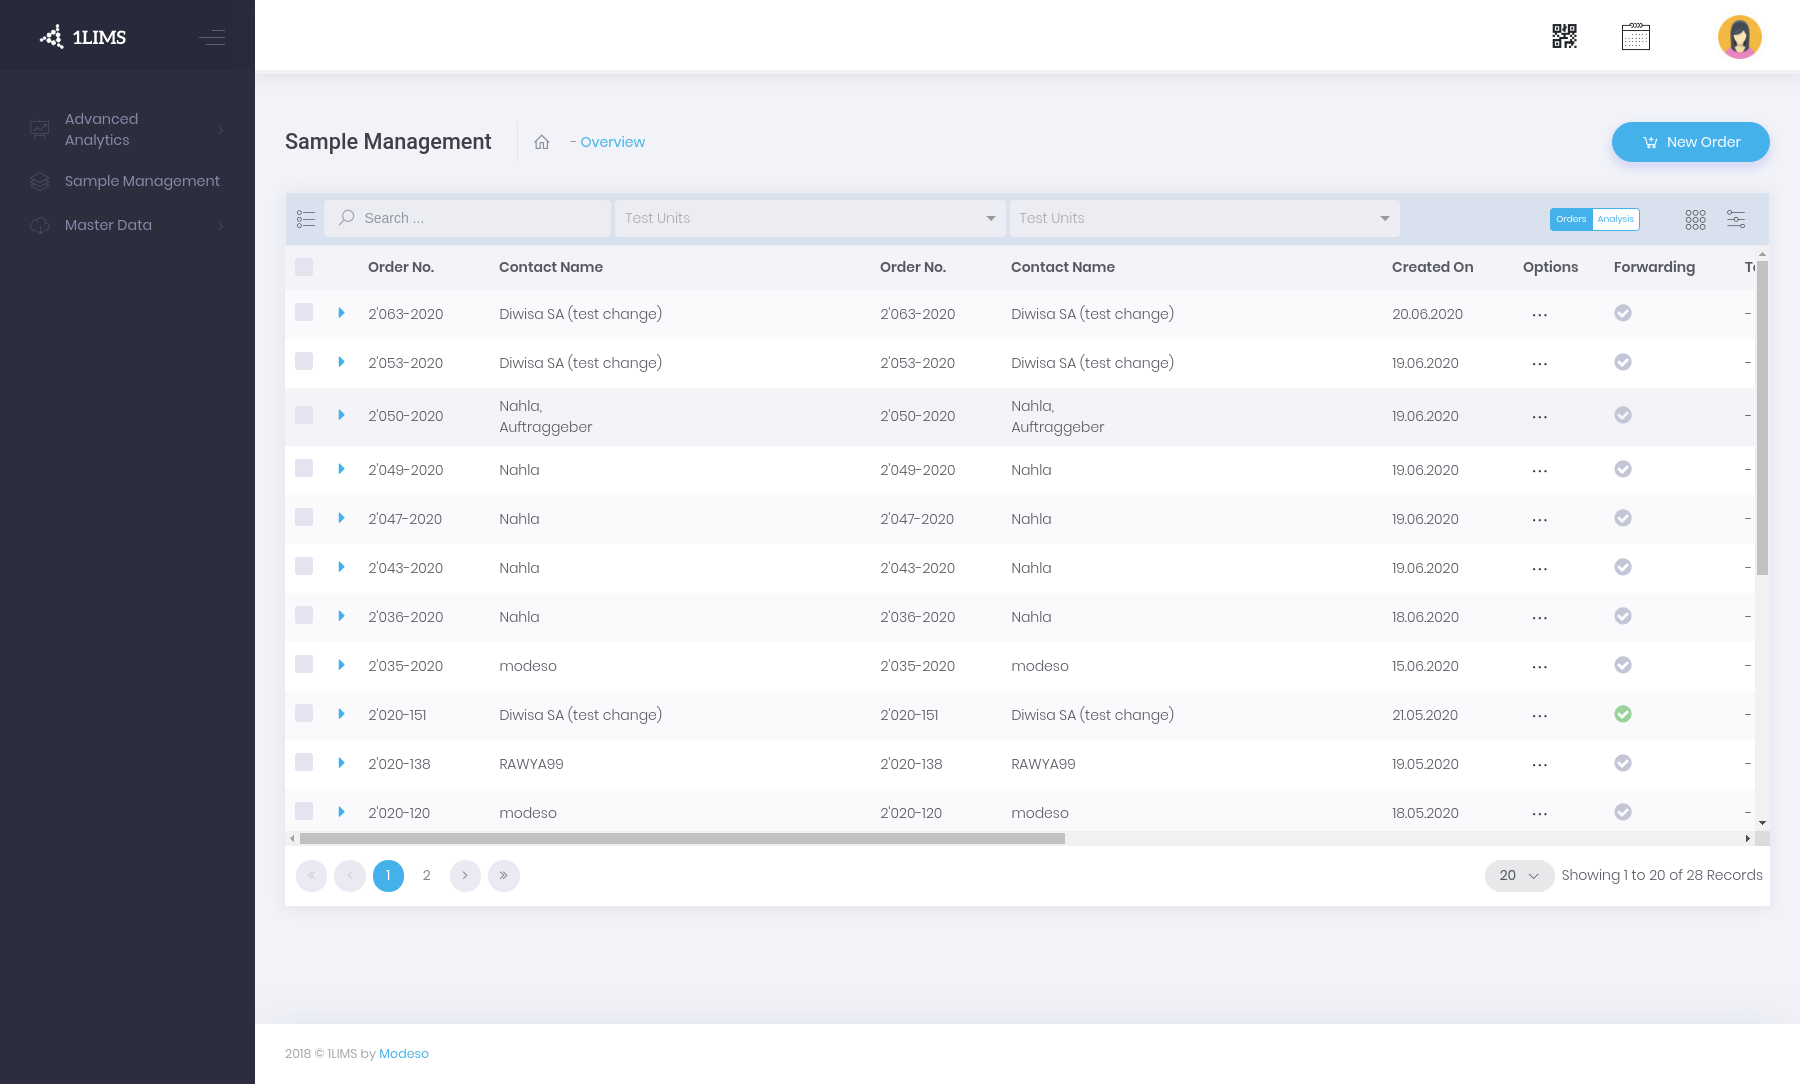 1LIMS
Advanced
Analytics
Sample Management
Master Data
Sample Management
- Overview
New Order
Search ...
Test Units
Test Units
Orders
Analysis
Order No. Contact Name Order No. Contact Name Created On Options Forwarding
2'063-2020 Diwisa SA (test change) 2'063-2020 Diwisa SA (test change) 20.06.2020 ... -
2'053-2020 Diwisa SA (test change) 2'053-2020 Diwisa SA (test change) 19.06.2020 ... -
Nahla, Nahla,
2'050-2020 2'050-2020 19.06.2020 ... -
Auftraggeber Auftraggeber
2'049-2020 Nahla 2'049-2020 Nahla 19.06.2020 ... -
2'047-2020 Nahla 2'047-2020 Nahla 19.06.2020 ... -
2'043-2020 Nahla 2'043-2020 Nahla 19.06.2020 ... -
2'036-2020 Nahla 2'036-2020 Nahla 18.06.2020 ... -
2'035-2020 modeso 2'035-2020 modeso 15.06.2020 ... -
2'020-151 Diwisa SA (test change) 2'020-151 Diwisa SA (test change) 21.05.2020 ... -
2'020-138 RAWYA99 2'020-138 RAWYA99 19.05.2020 ... -
2'020-120 modeso 2'020-120 modeso 18.05.2020 ... -
« ‹ 1 2 › »
20 Showing 1 to 20 of 28 Records
2018 © 1LIMS by Modeso